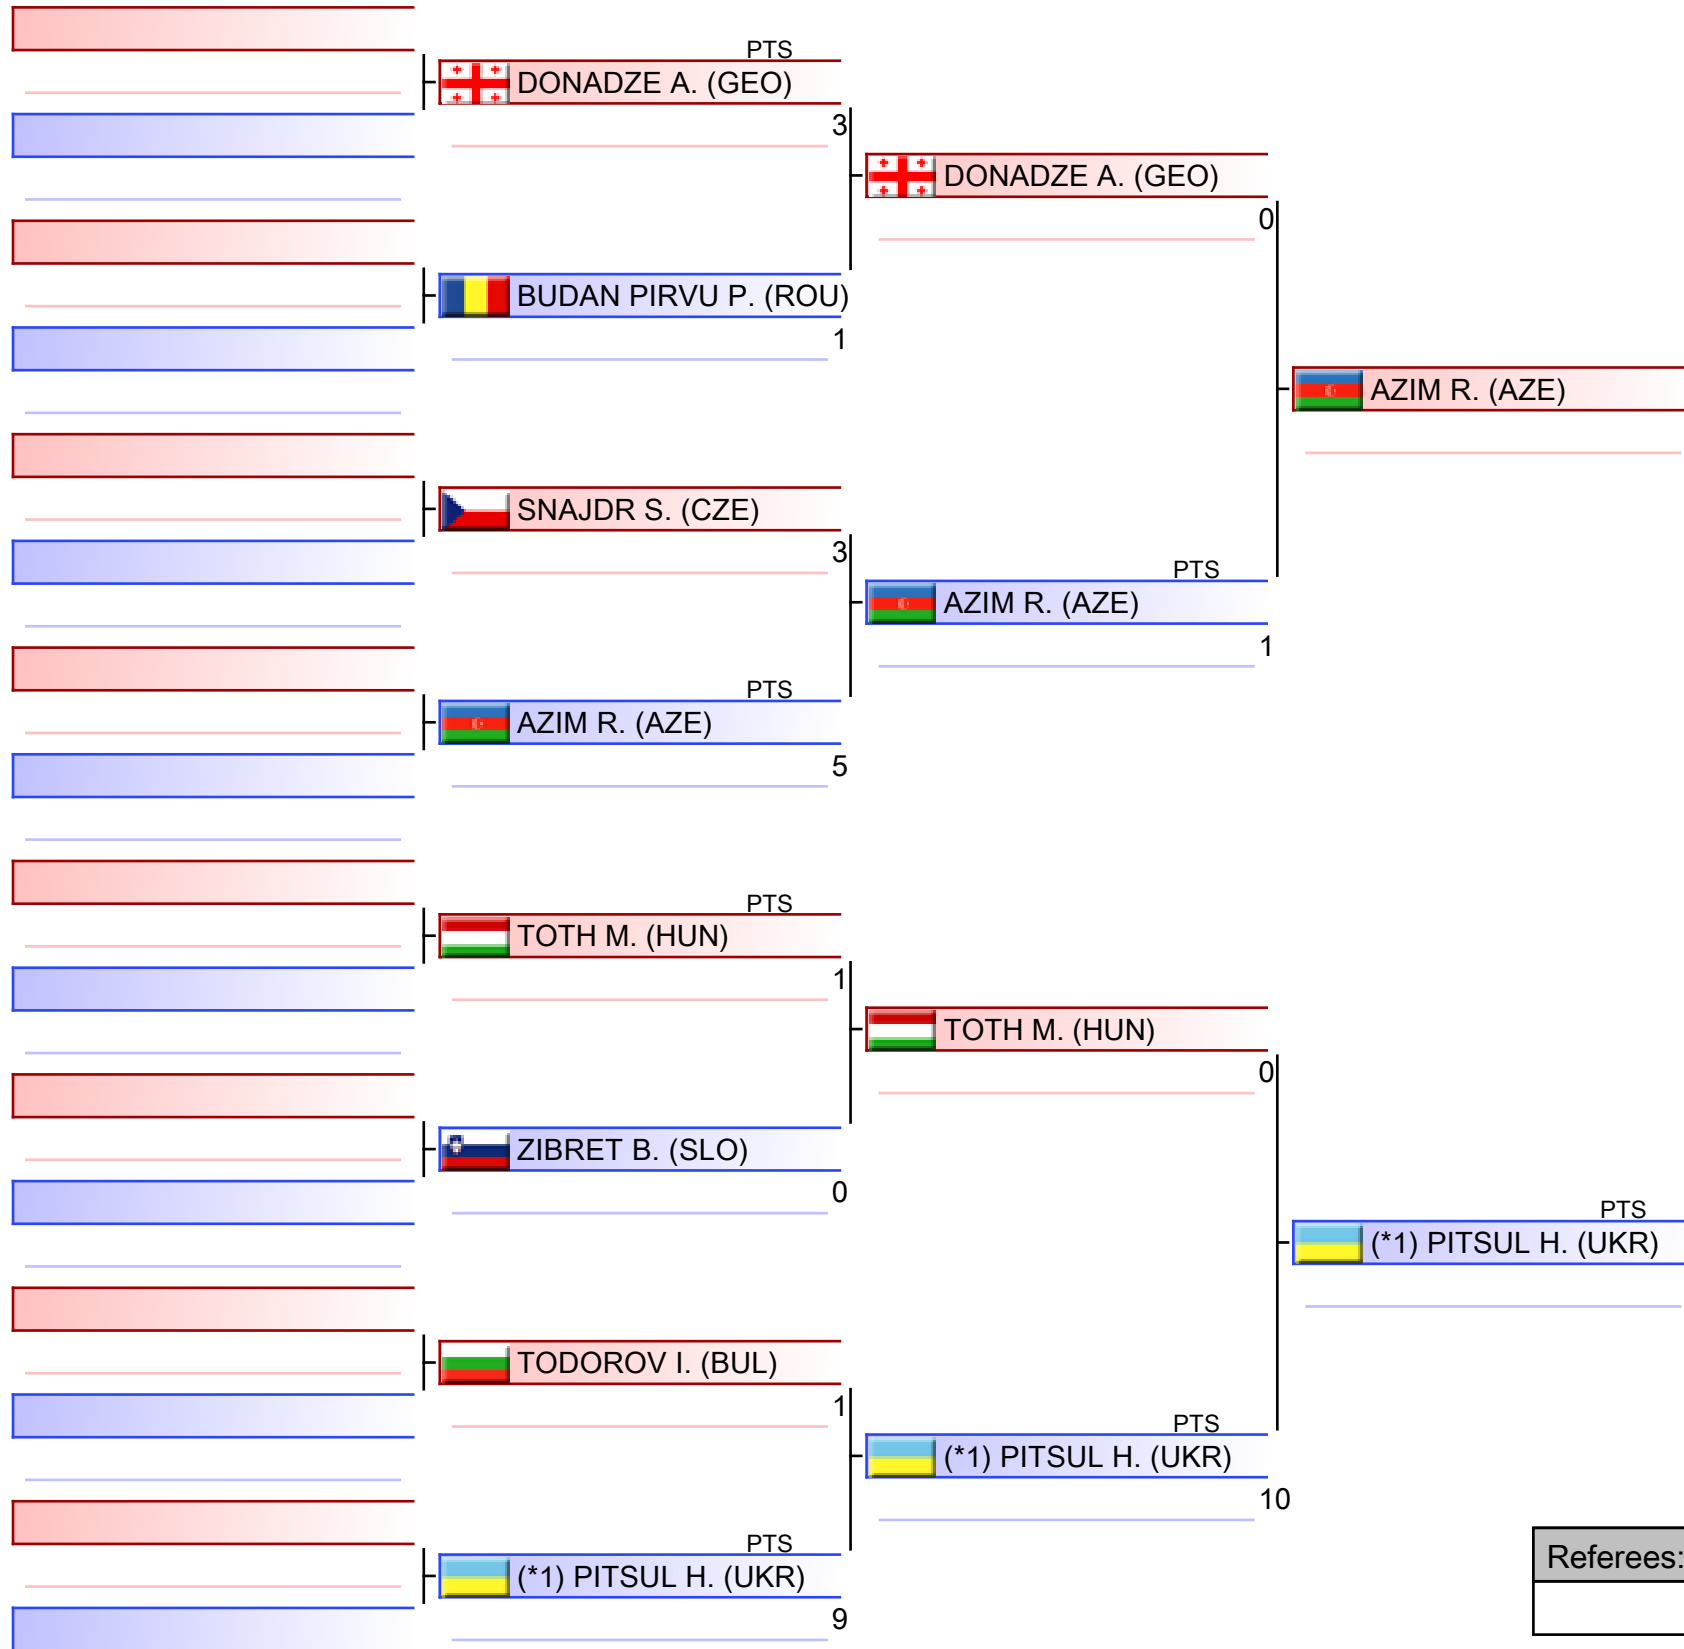 PTS
DONADZE A. (GEO)
3
DONADZE A. (GEO)
0
BUDAN PIRVU P. (ROU)
1
AZIM R. (AZE)
SNAJDR S. (CZE)
3
PTS
AZIM R. (AZE)
1
PTS
AZIM R. (AZE)
5
PTS
TOTH M. (HUN)
1
TOTH M. (HUN)
0
ZIBRET B. (SLO)
0
PTS
(*1) PITSUL H. (UKR)
TODOROV I. (BUL)
1
PTS
(*1) PITSUL H. (UKR)
10
PTS
(*1) PITSUL H. (UKR)
9
Referees: